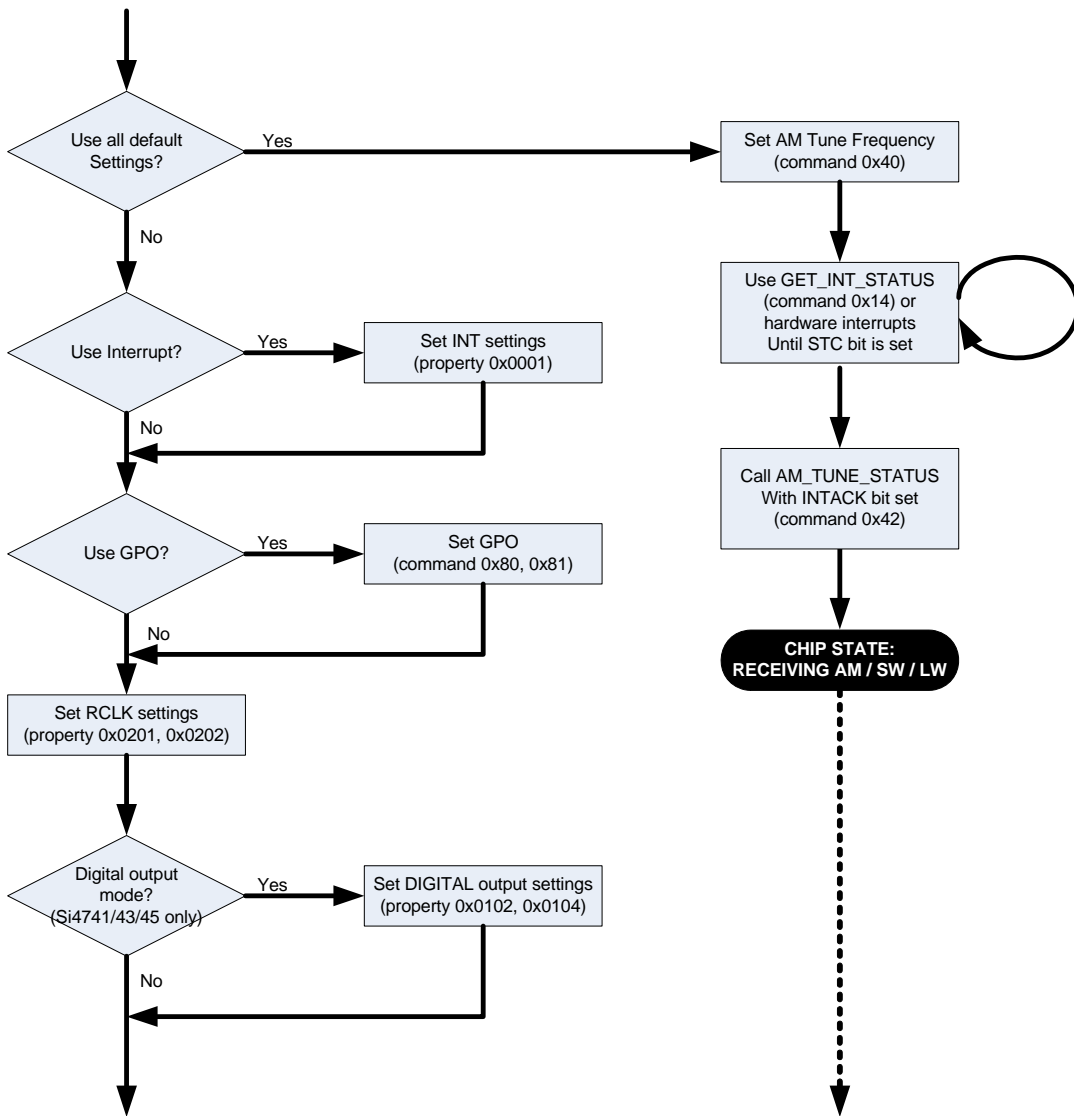 Use all default
Settings?
Yes
Set AM Tune Frequency
(command 0x40)
No
Use GET_INT_STATUS
(command 0x14) or
hardware interrupts
Until STC bit is set
Use Interrupt?
Yes
Set INT settings
(property 0x0001)
No
Call AM_TUNE_STATUS
With INTACK bit set
(command 0x42)
Use GPO?
Yes
Set GPO
(command 0x80, 0x81)
No
CHIP STATE:
RECEIVING AM / SW / LW
Set RCLK settings
(property 0x0201, 0x0202)
Digital output
mode?
(Si4741/43/45 only)
Yes
Set DIGITAL output settings
(property 0x0102, 0x0104)
No